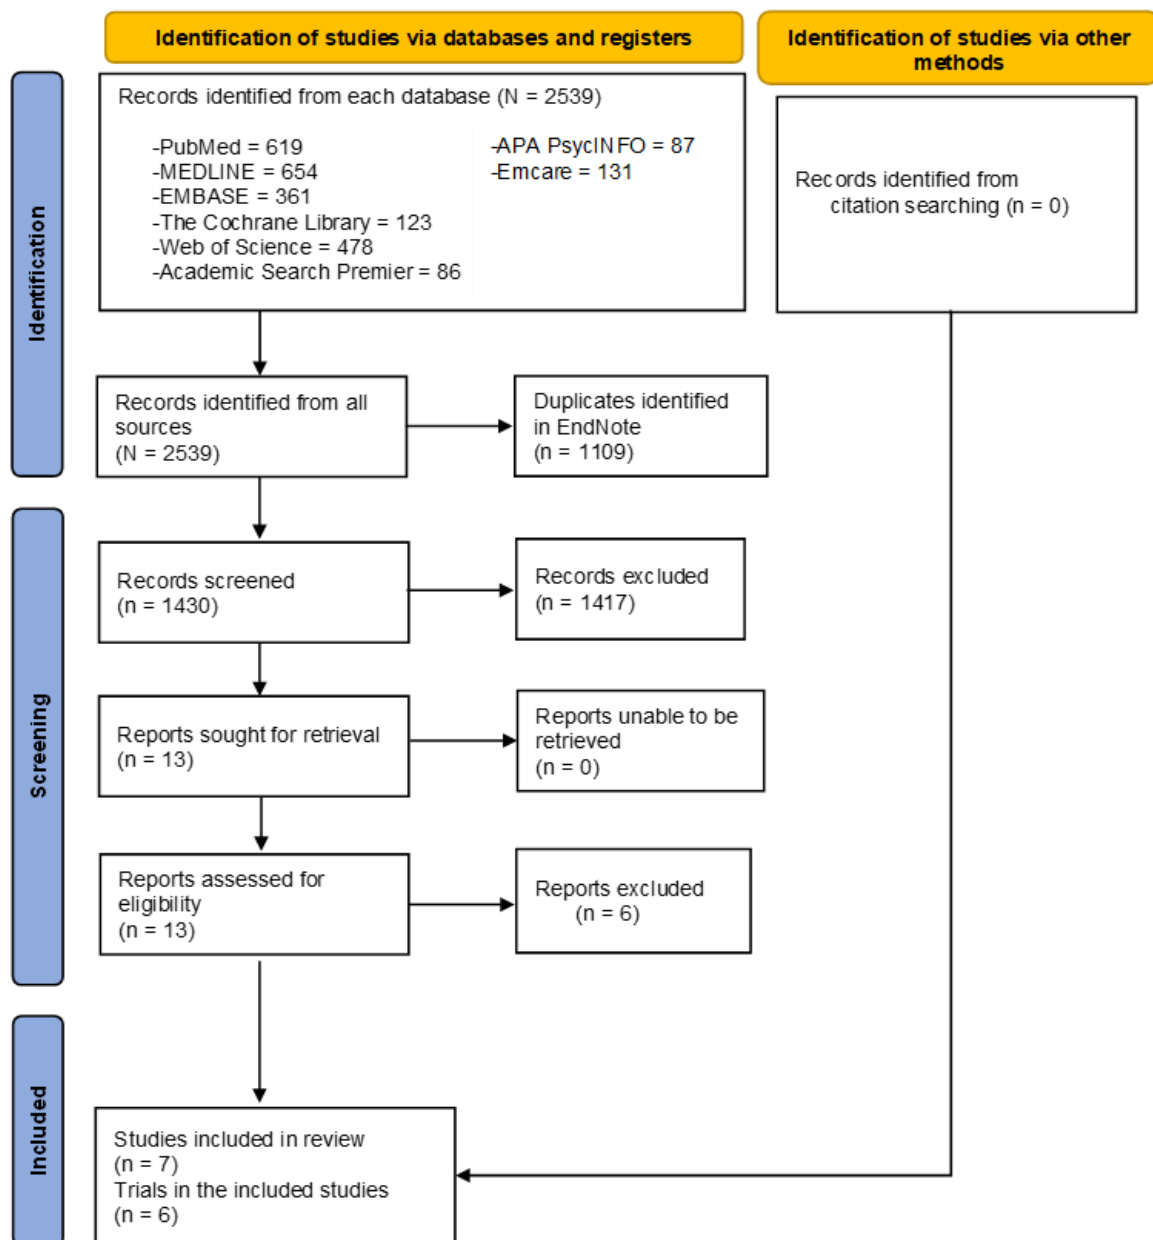 Identification of studies via databases and registers
Identification of studies via other
methods
Identification
Records identified from each database (N = 2539)
-PubMed = 619
-MEDLINE = 654
-EMBASE = 361
-The Cochrane Library = 123
-Web of Science = 478
-Academic Search Premier = 86
-APA PsycINFO = 87
-Emcare = 131
Records identified from
citation searching (n = 0)
Records identified from all
sources
(N = 2539)
Duplicates identified
in EndNote
(n = 1109)
Screening
Records screened
(n = 1430)
Records excluded
(n = 1417)
Reports sought for retrieval
(n = 13)
Reports unable to be
retrieved
(n = 0)
Reports assessed for
eligibility
(n = 13)
Reports excluded
(n = 6)
Included
Studies included in review
(n = 7)
Trials in the included studies
(n = 6)